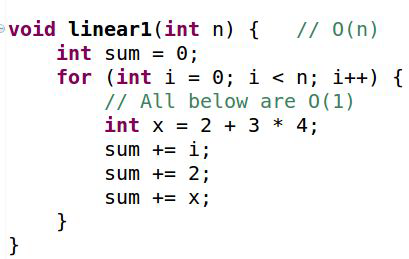 void linear1(int n) {   // O(n)
    int sum = 0;
    for (int i = 0; i < n; i++) {
        // All below are O(1)
        int x = 2 + 3 * 4;
        sum += i;
        sum += 2;
        sum += x;
    }
}